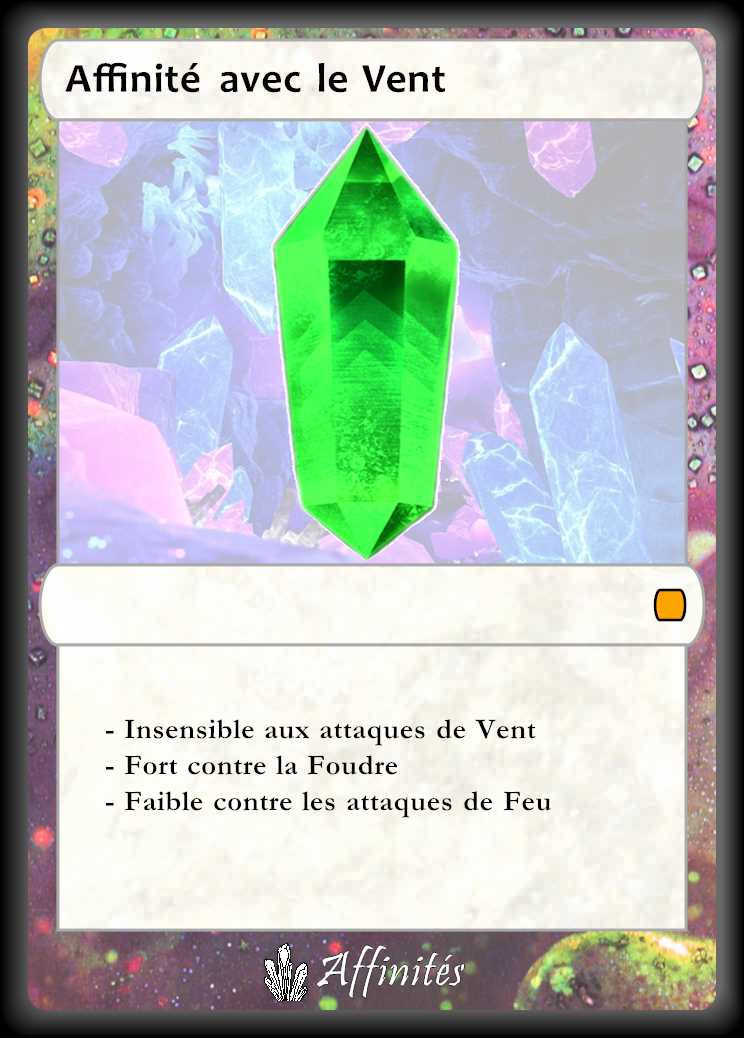 Affinité avec le Vent
- Insensible aux attaques de Vent
- Fort contre la Foudre
- Faible contre les attaques de Feu
Affinités